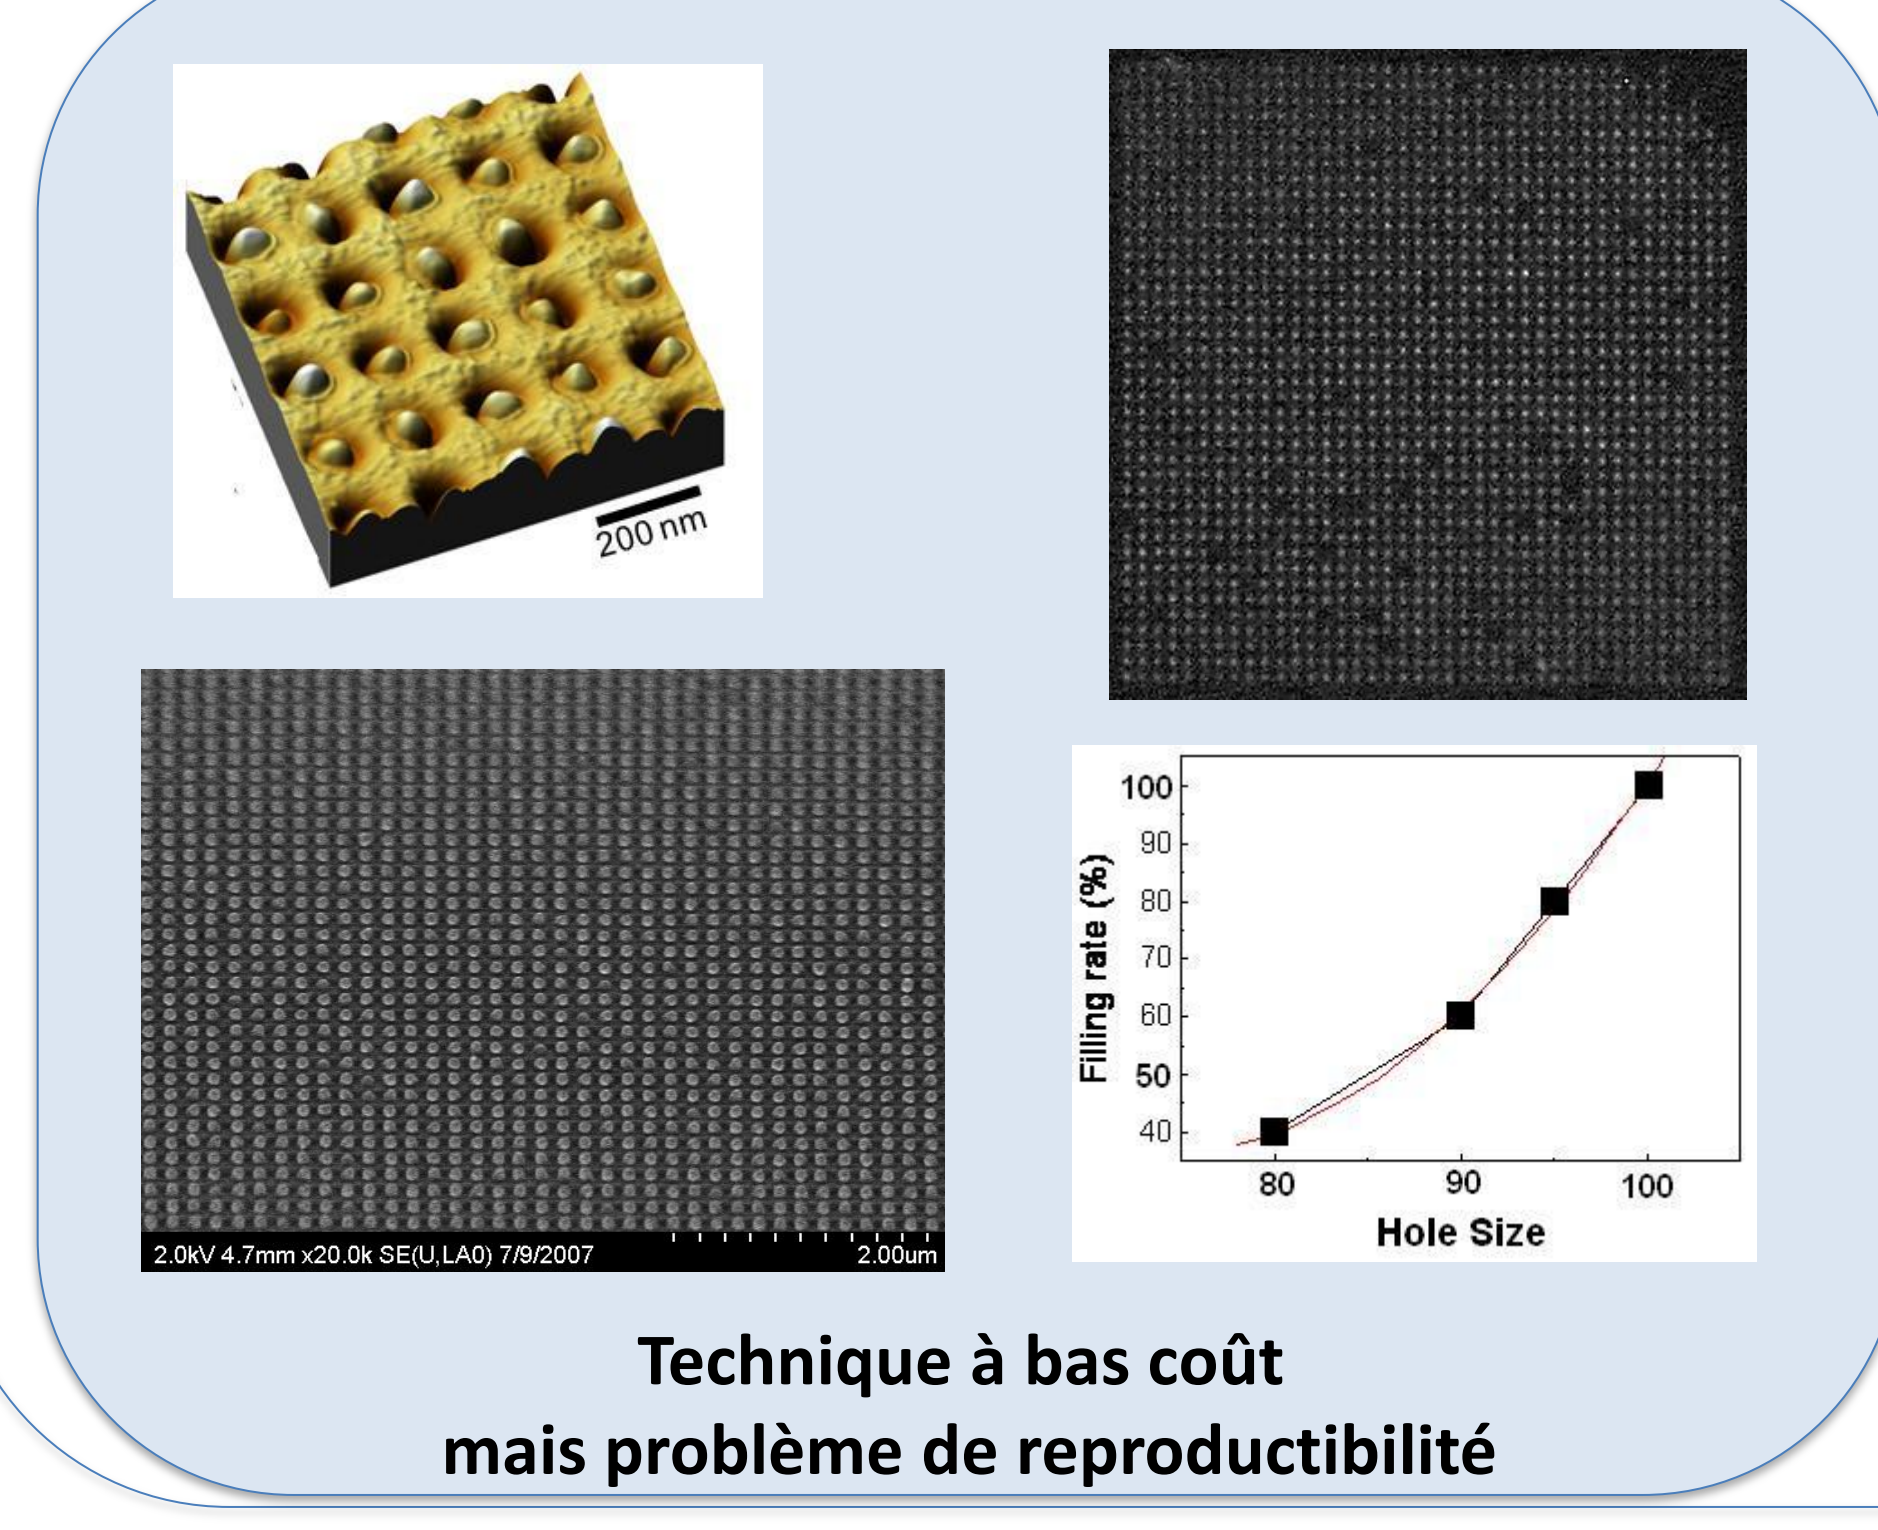 200 nm
2.0kV 4.7mm x20.0k SE(U,LA0) 7/9/2007
2.00um
100
90
80
70
60
50
40
Filling rate (%)
80
90
100
Hole Size
Technique à bas coût
mais problème de reproductibilité